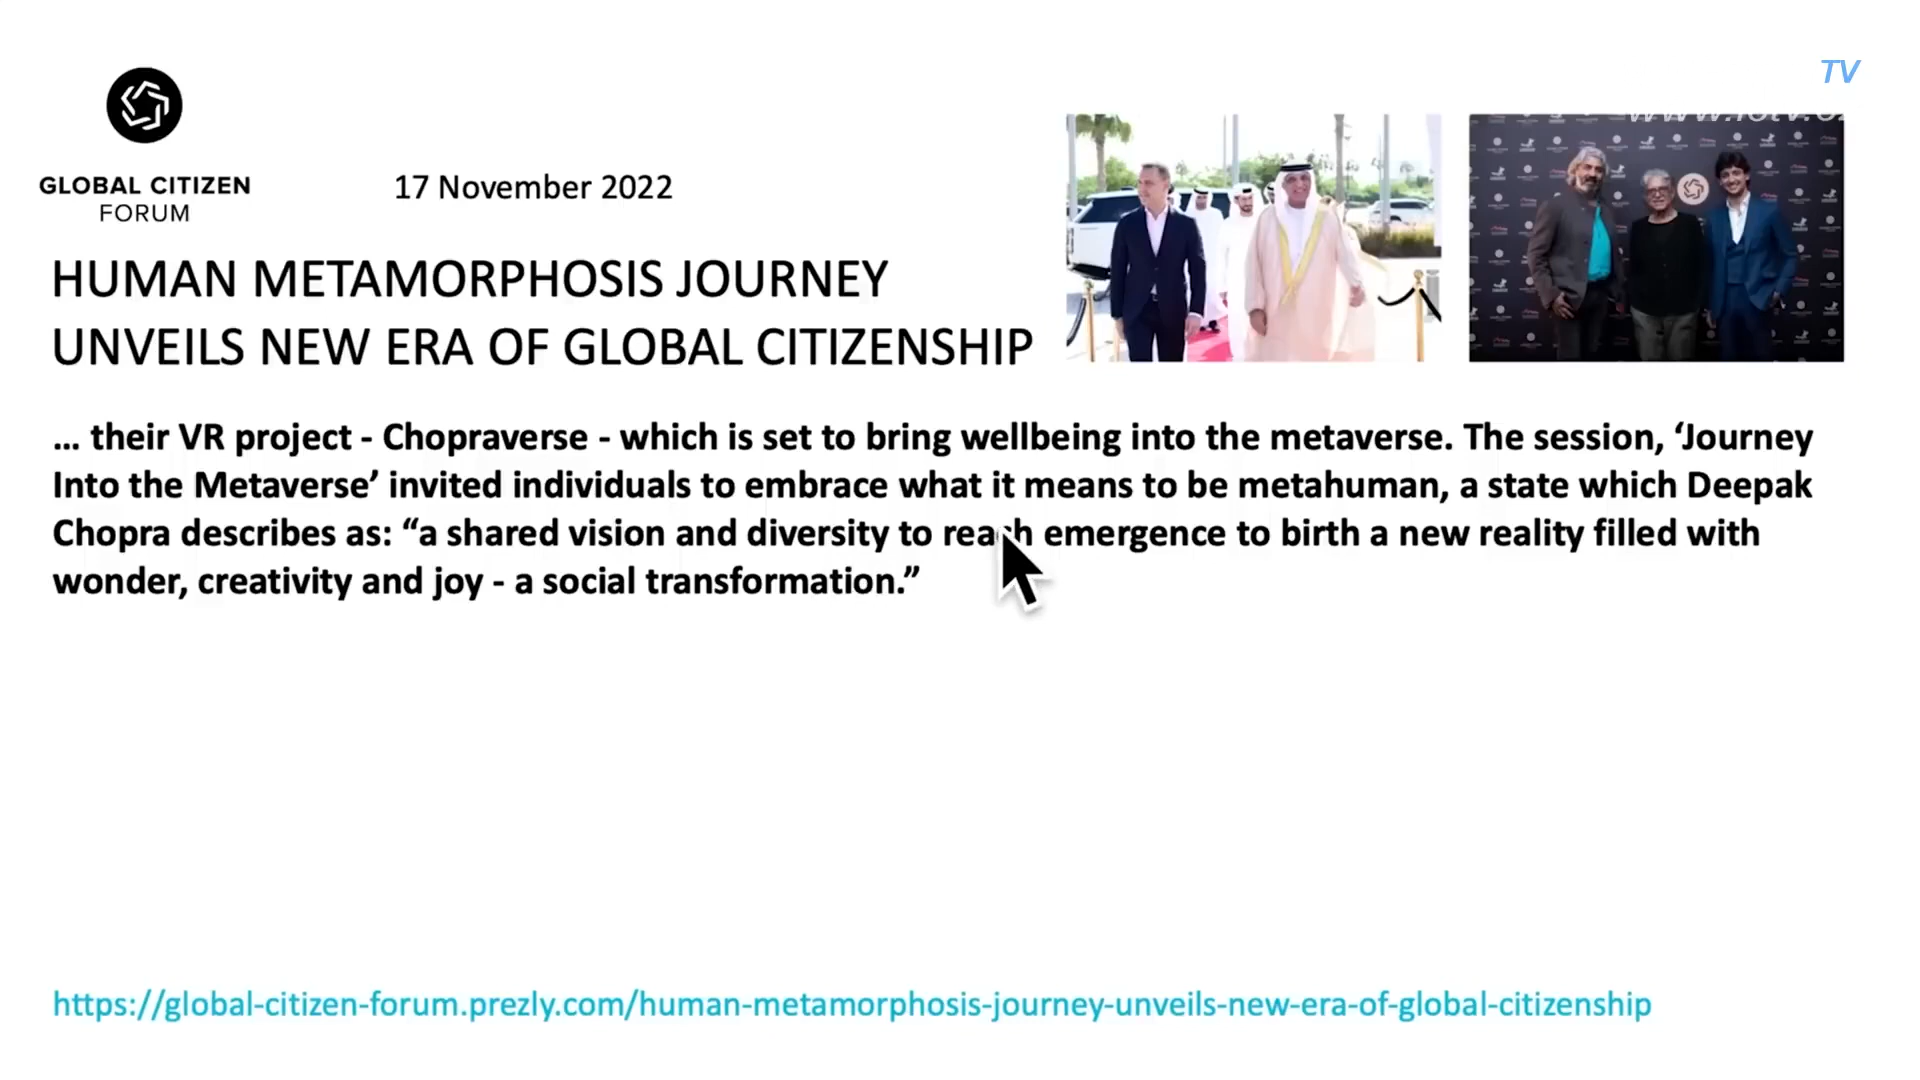 TV
GLOBAL CITIZEN
FORUM
17 November 2022
HUMAN METAMORPHOSIS JOURNEY
UNVEILS NEW ERA OF GLOBAL CITIZENSHIP
... their VR project - Chopraverse - which is set to bring wellbeing into the metaverse. The session, ‘Journey
Into the Metaverse’ invited individuals to embrace what it means to be metahuman, a state which Deepak
Chopra describes as: “a shared vision and diversity to reach emergence to birth a new reality filled with
wonder, creativity and joy - a social transformation.”
https://global-citizen-forum.prezly.com/human-metamorphosis-journey-unveils-new-era-of-global-citizenship